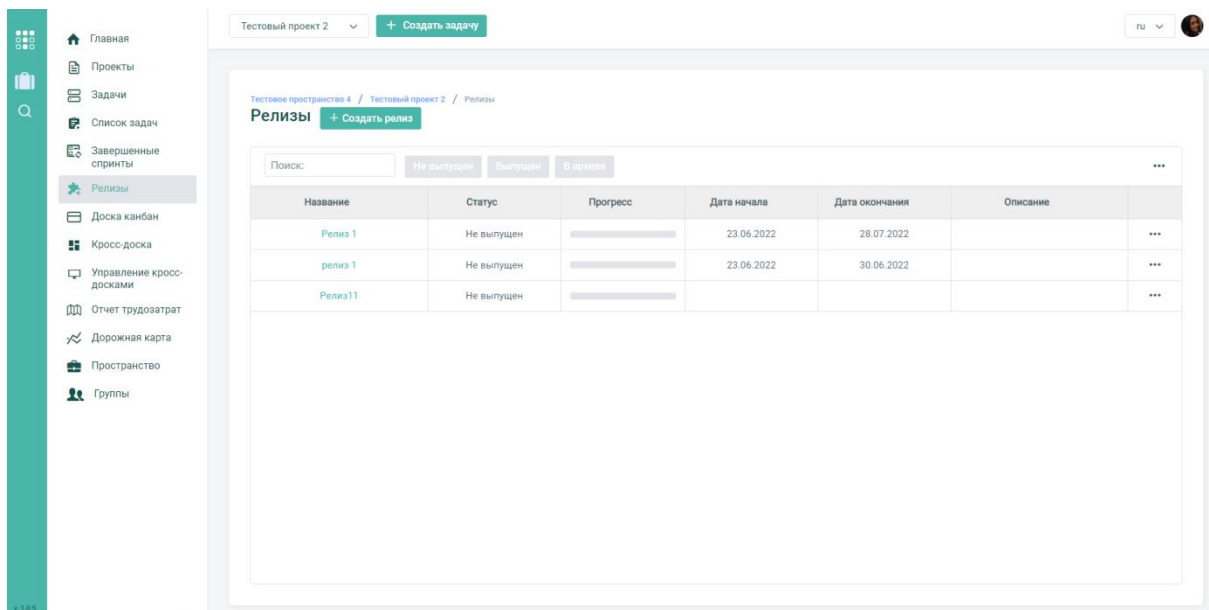 Тестовый проект 2
+ Создать задачу
ru
Главная
Проекты
Задачи
Список задач
Завершенные
спринты
Релизы
Доска канбан
Кросс-доска
Управление кросс-
досками
Отчет трудозатрат
Дорожная карта
Пространство
Группы
Тестовое пространство 4 / Тестовый проект 2 / Релизы
Релизы + Создать релиз
Поиск: Не выпущен Выпущен В архиве
Название Статус Прогресс Дата начала Дата окончания Описание
Релиз 1 Не выпущен 23.06.2022 28.07.2022
релиз 1 Не выпущен 23.06.2022 30.06.2022
Релиз11 Не выпущен
v 1.0.5